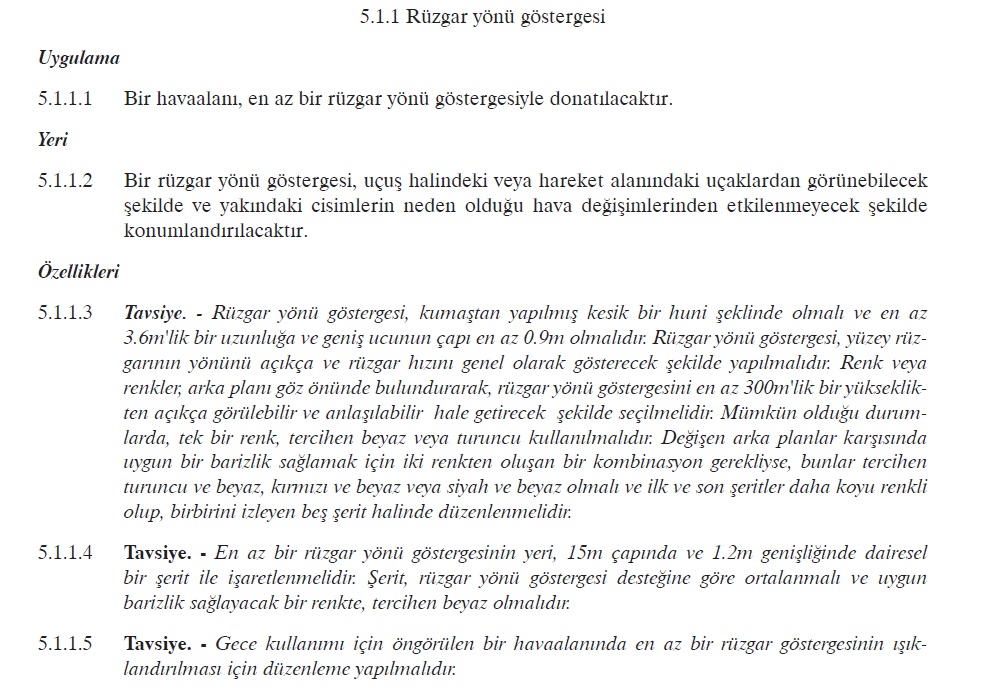 5.1.1 Rüzgar yönü göstergesi
Uygulama
5.1.1.1 Bir havaalanı, en az bir rüzgar yönü göstergesiyle donatılacaktır.
Yeri
5.1.1.2 Bir rüzgar yönü göstergesi, uçuş halindeki veya hareket alanındaki uçaklardan görünebilecek
şekilde ve yakındaki cisimlerin neden olduğu hava değişimlerinden etkilenmeyecek şekilde
konumlandırılacaktır.
Özellikleri
5.1.1.3 Tavsiye. - Rüzgar yönü göstergesi, kumaştan yapılmış kesik bir huni şeklinde olmalı ve en az
3.6m'lik bir uzunluğa ve geniş ucunun çapı en az 0.9m olmalıdır. Rüzgar yönü göstergesi, yüzey rüz-
garının yönünü açıkça ve rüzgar hızını genel olarak gösterecek şekilde yapılmalıdır. Renk veya
renkler, arka planı göz önünde bulundurarak, rüzgar yönü göstergesini en az 300m'lik bir yükseklik-
ten açıkça görülebilir ve anlaşılabilir hale getirecek şekilde seçilmelidir. Mümkün olduğu durum-
larda, tek bir renk, tercihen beyaz veya turuncu kullanılmalıdır. Değişen arka planlar karşısında
uygun bir barizlik sağlamak için iki renkten oluşan bir kombinasyon gerekliyse, bunlar tercihen
turuncu ve beyaz, kırmızı ve beyaz veya siyah ve beyaz olmalı ve ilk ve son şeritler daha koyu renkli
olup, birbirini izleyen beş şerit halinde düzenlenmelidir.
5.1.1.4 Tavsiye. - En az bir rüzgar yönü göstergesinin yeri, 15m çapında ve 1.2m genişliğinde dairesel
bir şerit ile işaretlenmelidir. Şerit, rüzgar yönü göstergesi desteğine göre ortalanmalı ve uygun
barizlik sağlayacak bir renkte, tercihen beyaz olmalıdır.
5.1.1.5 Tavsiye. - Gece kullanımı için öngörülen bir havaalanında en az bir rüzgar göstergesinin ışık-
landırılması için düzenleme yapılmalıdır.